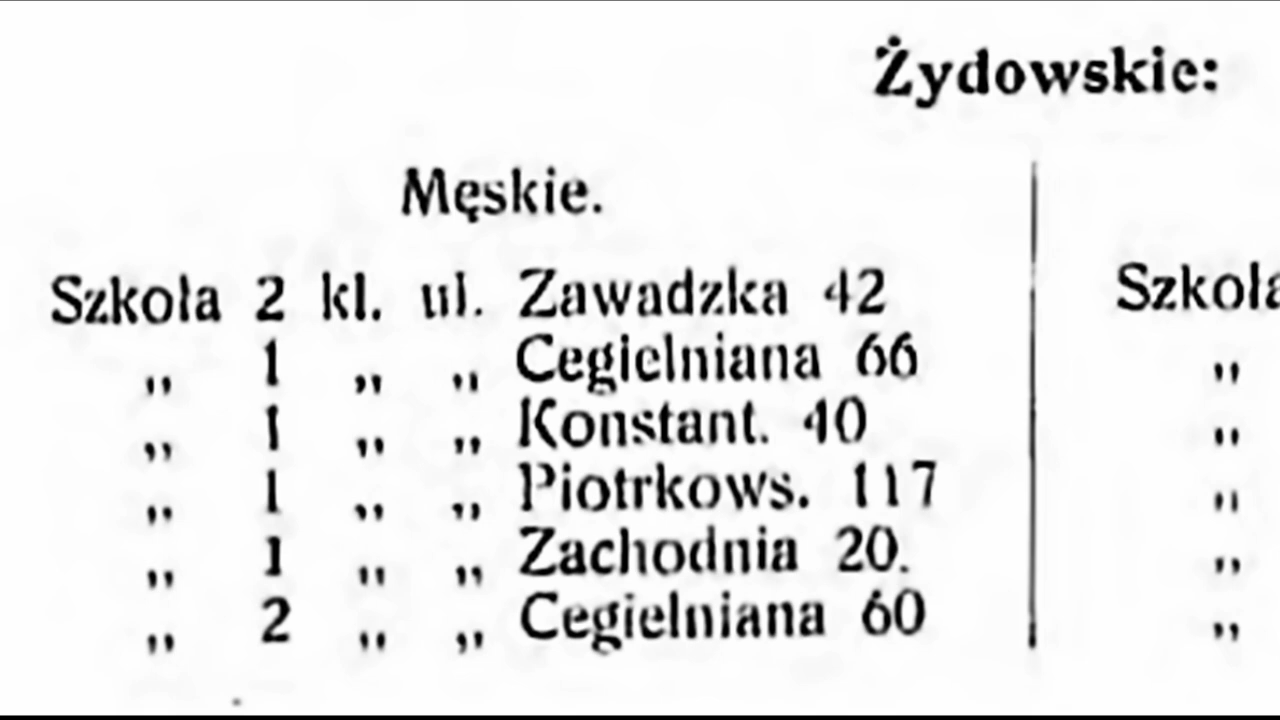 Żydowskie:
Męskie.
Szkoła 2 kl. ul. Zawadzka 42
„ 1 „ „ Cegielniana 66
„ 1 „ „ Konstant. 40
„ 1 „ „ Piotrkows. 117
„ 1 „ „ Zachodnia 20.
„ 2 „ „ Cegielniana 60
Szkoła
„
„
„
„
„